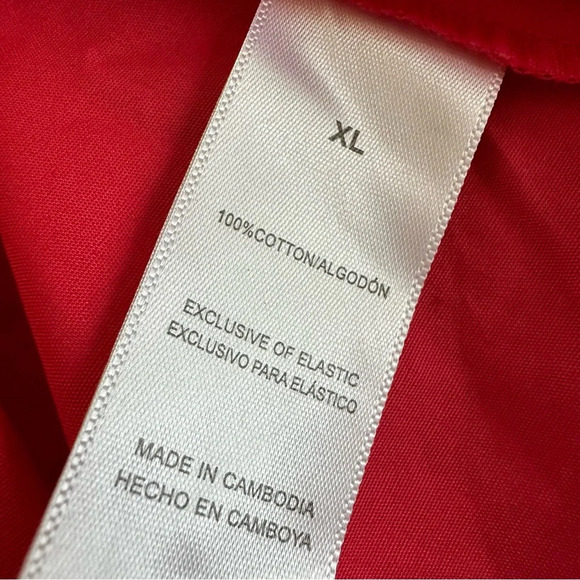 XL
100%COTTON/ALGODÓN
EXCLUSIVE OF ELASTIC
EXCLUSIVO PARA ELÁSTICO
MADE IN CAMBODIA
HECHO EN CAMBOYA